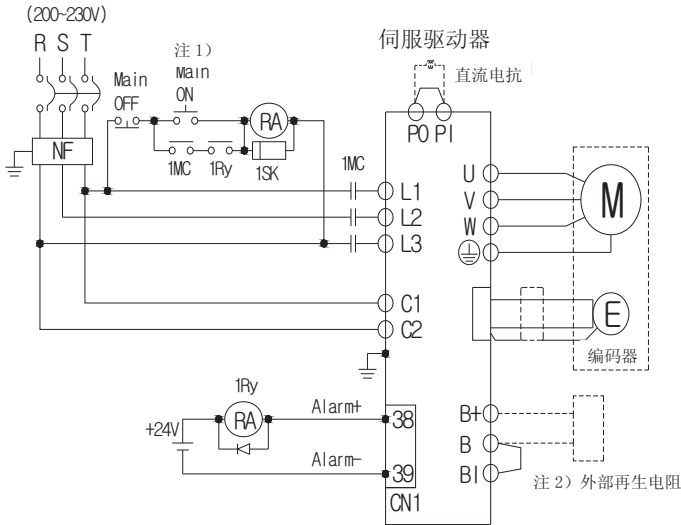 (200~230V)
R S T
注 1）
伺服驱动器
直流电抗
Main
OFF
Main
ON
RA
PO PI
NF
1MC
1Ry
1SK
1MC
L1
L2
L3
U
V
W
M
C1
C2
E
编码器
1Ry
RA
+24V
Alarm+
Alarm-
38
39
CN1
B+
B
BI
注 2）外部再生电阻